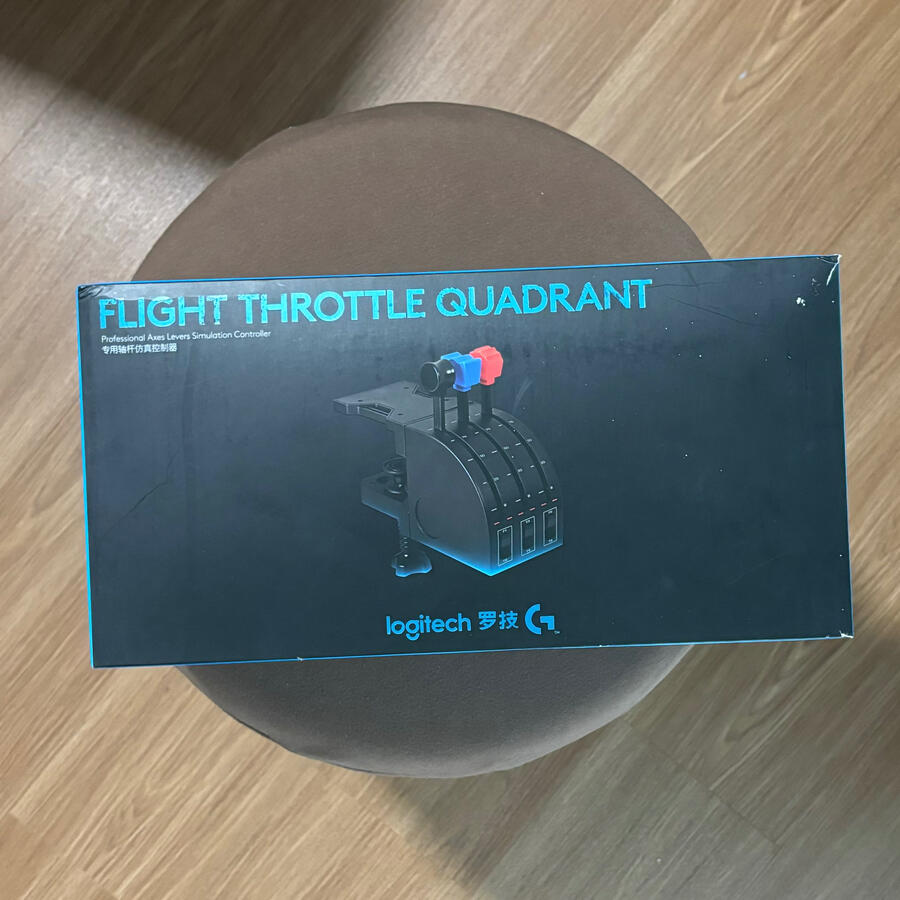 FLIGHT THROTTLE QUADRANT
Professional Axes Levers Simulation Controller
专用轴杆仿真控制器
logitech 罗技 G